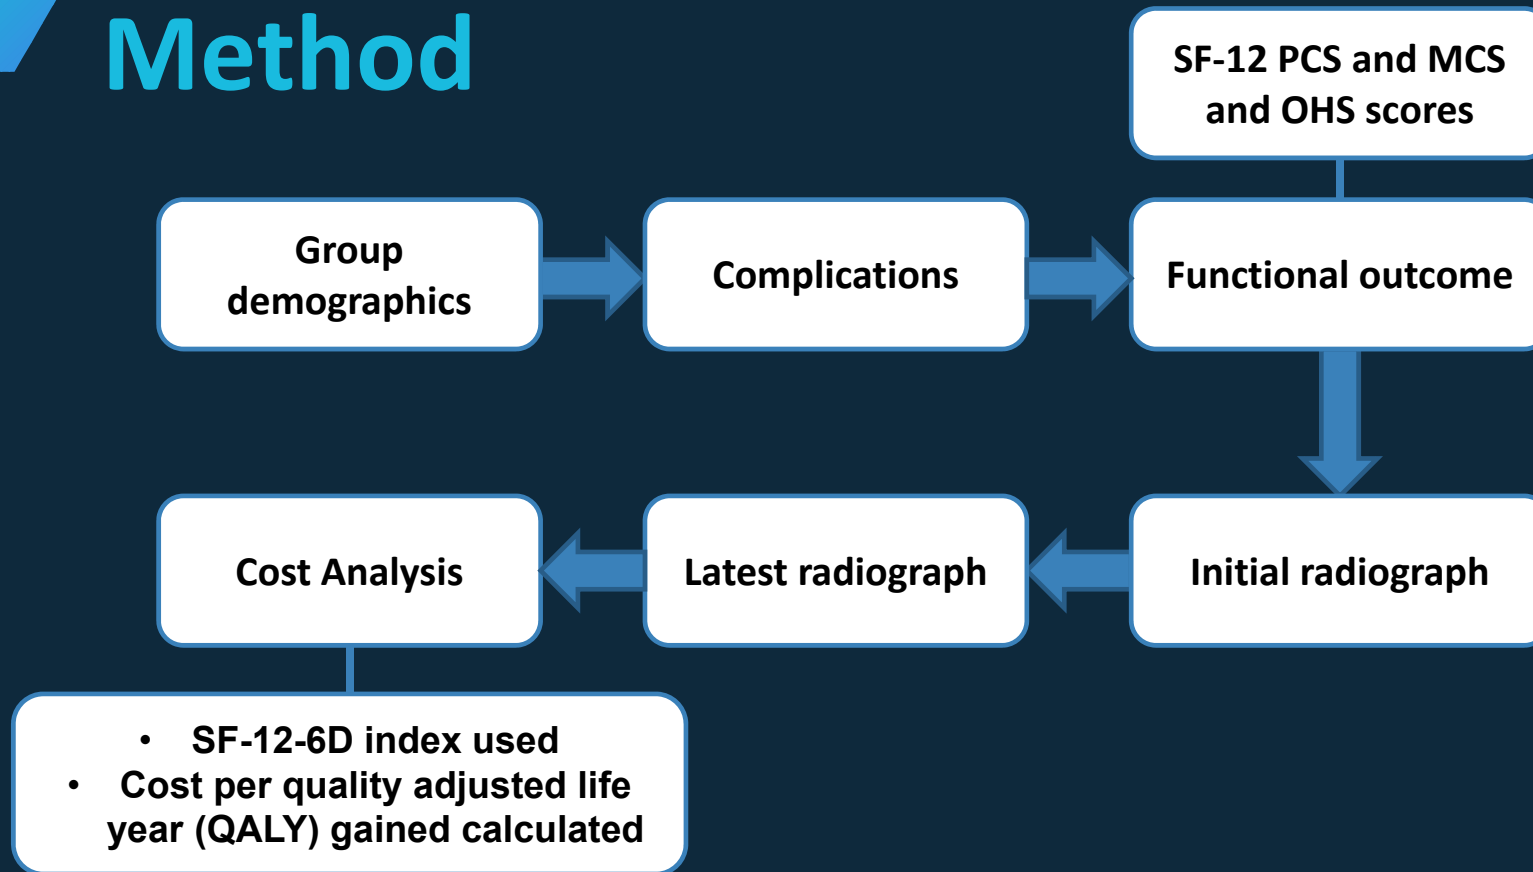 Method
SF-12 PCS and MCS
and OHS scores
Group
demographics
Complications
Functional outcome
Initial radiograph
Latest radiograph
Cost Analysis
• SF-12-6D index used
• Cost per quality adjusted life
year (QALY) gained calculated